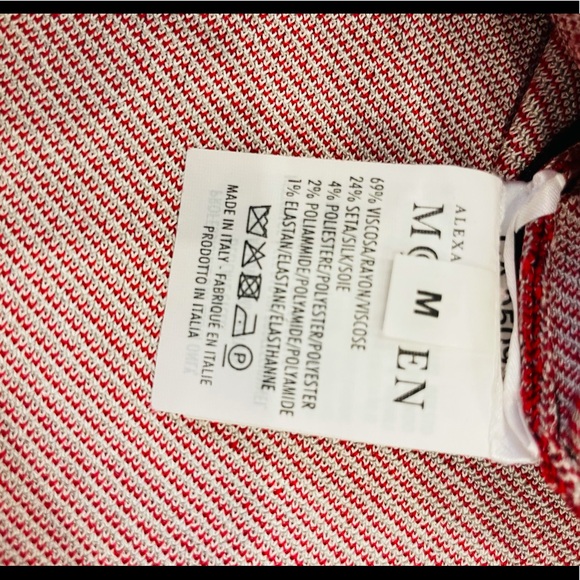 ALEXA
MC EN
M
69% VISCOSA/RAYON/VISCOSE
24% SETA/SILK/SOIE
4% POLIESTERE/POLYESTER/POLYESTER
2% POLIAMMIDE/POLYAMIDE/POLYAMIDE
1% ELASTAN/ELASTANE/ELASTHANNE
P
MADE IN ITALY - FABRIQUÉ EN ITALIE
PRODOTTO IN ITALIA